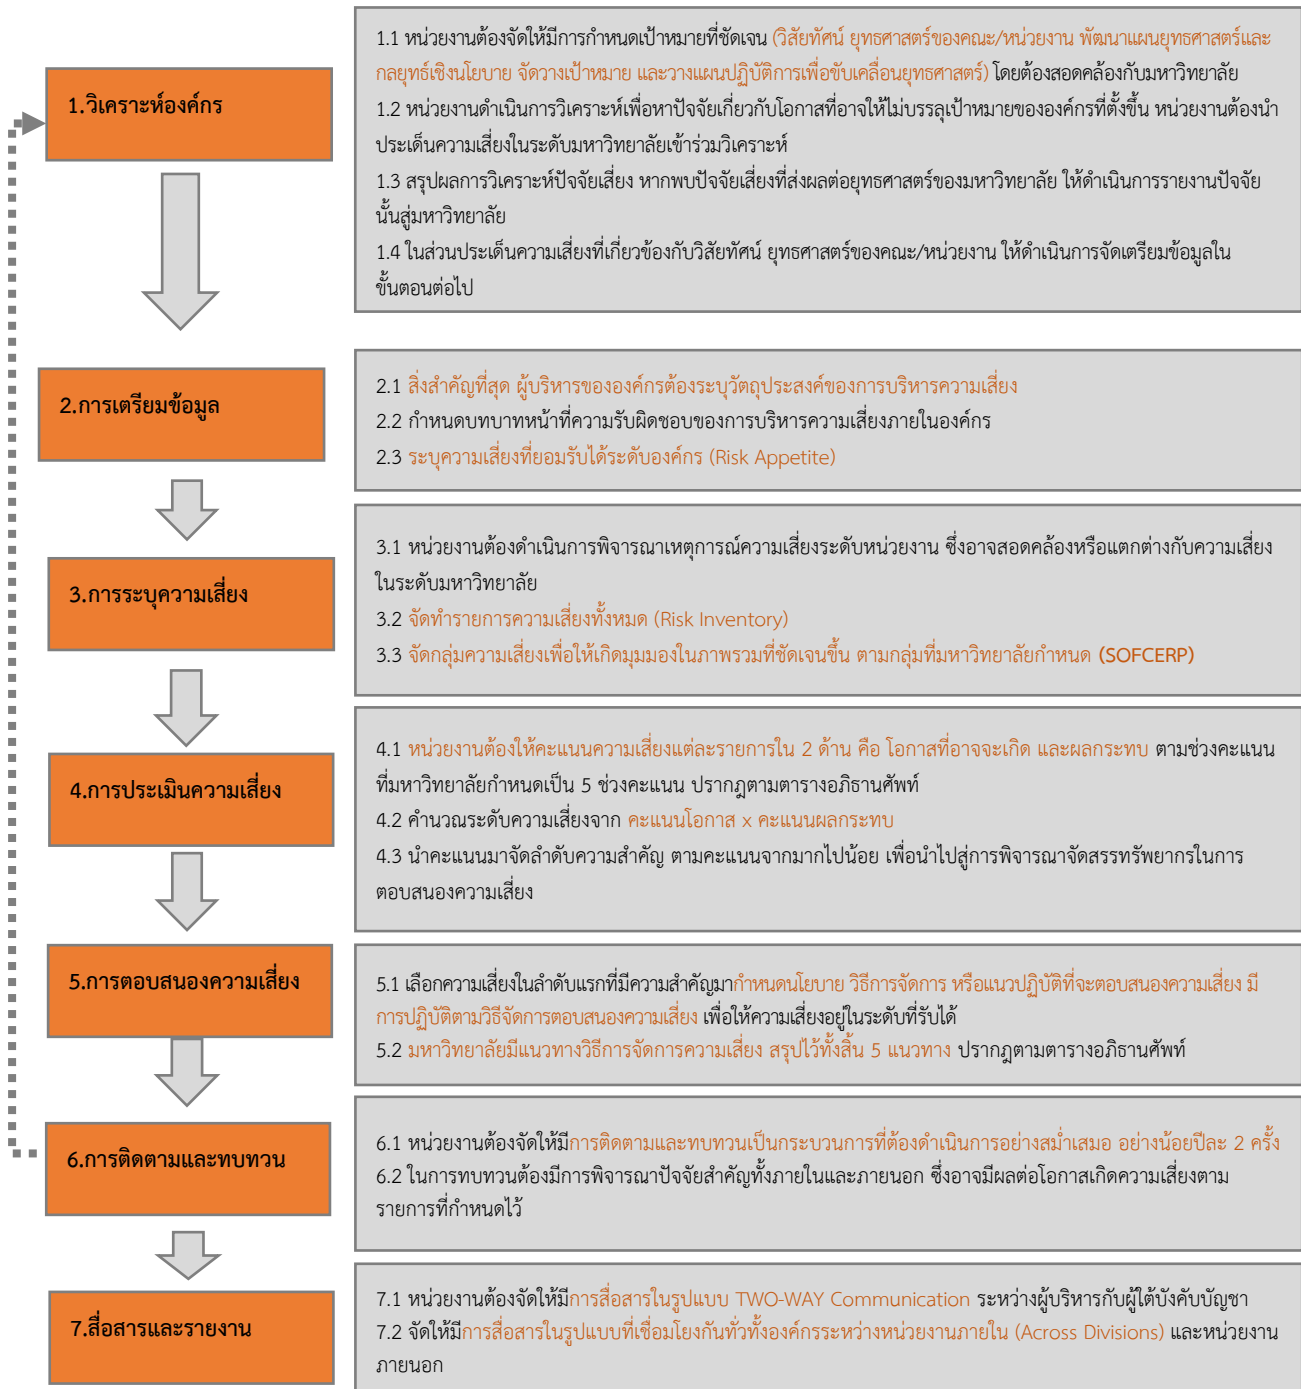 1.วิเคราะห์องค์กร
1.1 หน่วยงานต้องจัดให้มีการกำหนดเป้าหมายที่ชัดเจน (วิสัยทัศน์ ยุทธศาสตร์ของคณะ/หน่วยงาน พัฒนาแผนยุทธศาสตร์และ
กลยุทธ์เชิงนโยบาย จัดวางเป้าหมาย และวางแผนปฏิบัติการเพื่อขับเคลื่อนยุทธศาสตร์) โดยต้องสอดคล้องกับมหาวิทยาลัย
1.2 หน่วยงานดำเนินการวิเคราะห์เพื่อหาปัจจัยเกี่ยวกับโอกาสที่อาจให้ไม่บรรลุเป้าหมายขององค์กรที่ตั้งขึ้น หน่วยงานต้องนำ
ประเด็นความเสี่ยงในระดับมหาวิทยาลัยเข้าร่วมวิเคราะห์
1.3 สรุปผลการวิเคราะห์ปัจจัยเสี่ยง หากพบปัจจัยเสี่ยงที่ส่งผลต่อยุทธศาสตร์ของมหาวิทยาลัย ให้ดำเนินการรายงานปัจจัย
นั้นสู่มหาวิทยาลัย
1.4 ในส่วนประเด็นความเสี่ยงที่เกี่ยวข้องกับวิสัยทัศน์ ยุทธศาสตร์ของคณะ/หน่วยงาน ให้ดำเนินการจัดเตรียมข้อมูลใน
ขั้นตอนต่อไป
2.การเตรียมข้อมูล
2.1 สิ่งสำคัญที่สุด ผู้บริหารขององค์กรต้องระบุวัตถุประสงค์ของการบริหารความเสี่ยง
2.2 กำหนดบทบาทหน้าที่ความรับผิดชอบของการบริหารความเสี่ยงภายในองค์กร
2.3 ระบุความเสี่ยงที่ยอมรับได้ระดับองค์กร (Risk Appetite)
3.การระบุความเสี่ยง
3.1 หน่วยงานต้องดำเนินการพิจารณาเหตุการณ์ความเสี่ยงระดับหน่วยงาน ซึ่งอาจสอดคล้องหรือแตกต่างกับความเสี่ยง
ในระดับมหาวิทยาลัย
3.2 จัดทำรายการความเสี่ยงทั้งหมด (Risk Inventory)
3.3 จัดกลุ่มความเสี่ยงเพื่อให้เกิดมุมมองในภาพรวมที่ชัดเจนขึ้น ตามกลุ่มที่มหาวิทยาลัยกำหนด (SOFCERP)
4.การประเมินความเสี่ยง
4.1 หน่วยงานต้องให้คะแนนความเสี่ยงแต่ละรายการใน 2 ด้าน คือ โอกาสที่อาจจะเกิด และผลกระทบ ตามช่วงคะแนน
ที่มหาวิทยาลัยกำหนดเป็น 5 ช่วงคะแนน ปรากฎตามตารางอภิธานศัพท์
4.2 คำนวณระดับความเสี่ยงจาก คะแนนโอกาส x คะแนนผลกระทบ
4.3 นำคะแนนมาจัดลำดับความสำคัญ ตามคะแนนจากมากไปน้อย เพื่อนำไปสู่การพิจารณาจัดสรรทรัพยากรในการ
ตอบสนองความเสี่ยง
5.การตอบสนองความเสี่ยง
5.1 เลือกความเสี่ยงในลำดับแรกที่มีความสำคัญมากำหนดนโยบาย วิธีการจัดการ หรือแนวปฏิบัติที่จะตอบสนองความเสี่ยง มี
การปฏิบัติตามวิธีจัดการตอบสนองความเสี่ยง เพื่อให้ความเสี่ยงอยู่ในระดับที่รับได้
5.2 มหาวิทยาลัยมีแนวทางวิธีการจัดการความเสี่ยง สรุปไว้ทั้งสิ้น 5 แนวทาง ปรากฎตามตารางอภิธานศัพท์
6.การติดตามและทบทวน
6.1 หน่วยงานต้องจัดให้มีการติดตามและทบทวนเป็นกระบวนการที่ต้องดำเนินการอย่างสม่ำเสมอ อย่างน้อยปีละ 2 ครั้ง
6.2 ในการทบทวนต้องมีการพิจารณาปัจจัยสำคัญทั้งภายในและภายนอก ซึ่งอาจมีผลต่อโอกาสเกิดความเสี่ยงตาม
รายการที่กำหนดไว้
7.สื่อสารและรายงาน
7.1 หน่วยงานต้องจัดให้มีการสื่อสารในรูปแบบ TWO-WAY Communication ระหว่างผู้บริหารกับผู้ใต้บังคับบัญชา
7.2 จัดให้มีการสื่อสารในรูปแบบที่เชื่อมโยงกันทั่วทั้งองค์กรระหว่างหน่วยงานภายใน (Across Divisions) และหน่วยงาน
ภายนอก